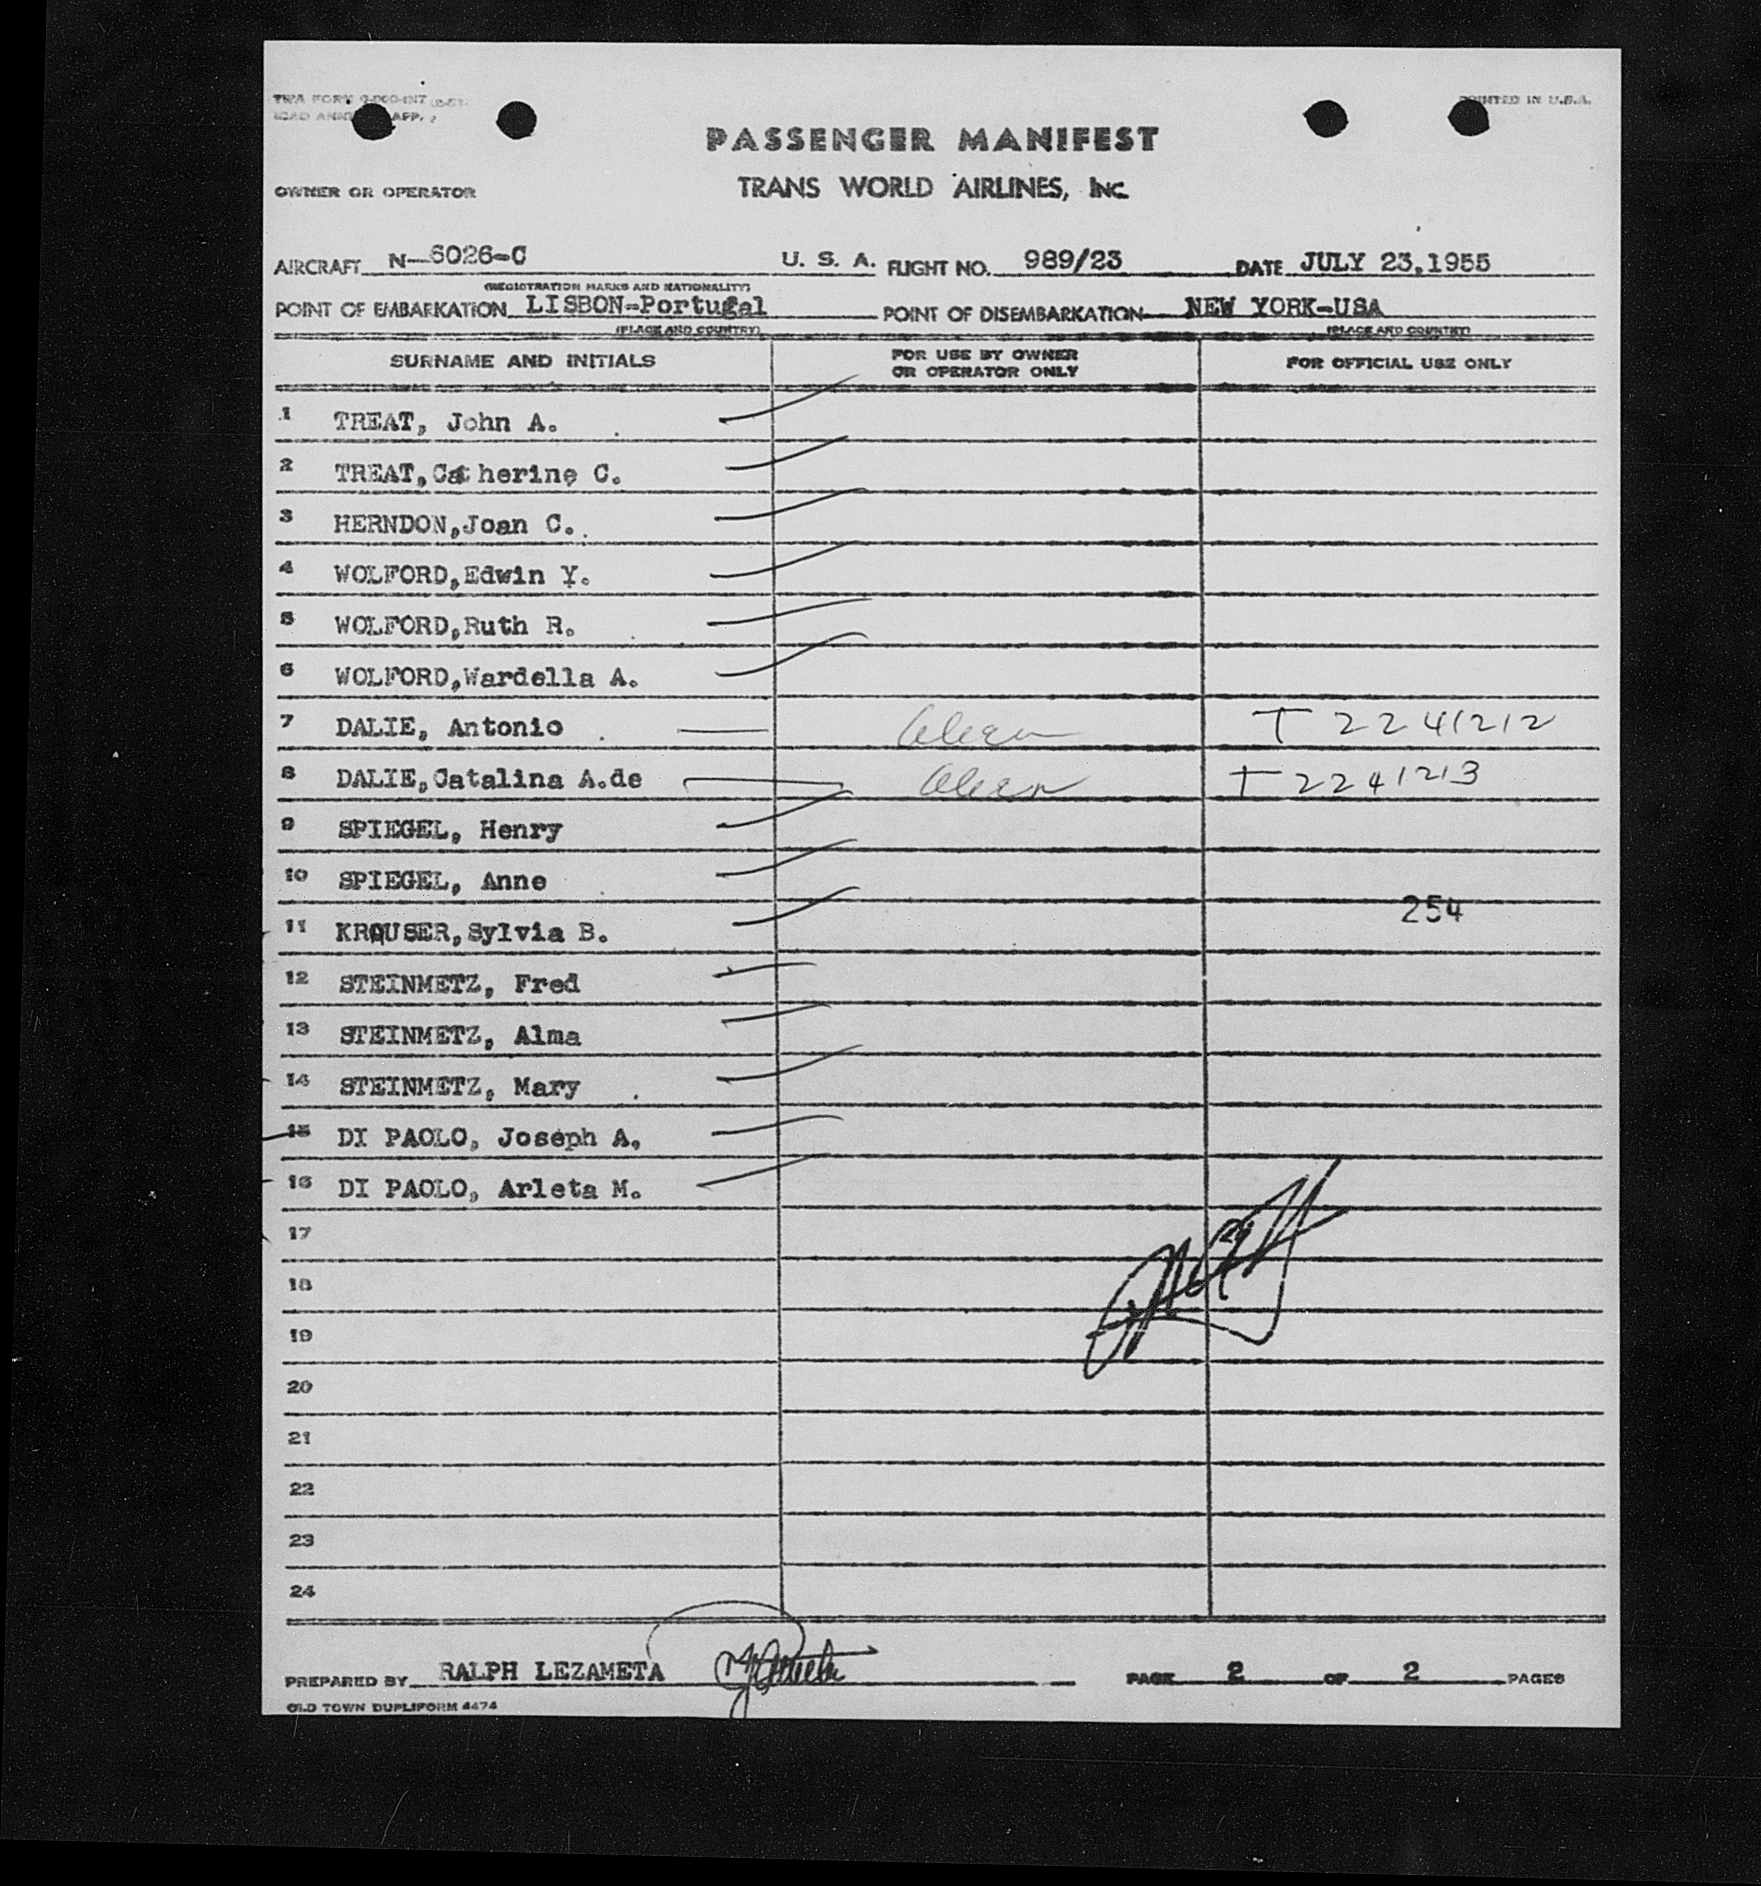 PRINTED IN U.S.A.
PASSENGER MANIFEST
OWNER OR OPERATOR TRANS WORLD AIRLINES, INC.
AIRCRAFT N-6026-C U. S. A. FLIGHT NO. 989/23 DATE JULY 23,1955
(REGISTRATION MARKS AND NATIONALITY)
POINT OF EMBARKATION LISBON-Portugal POINT OF DISEMBARKATION NEW YORK-USA
(PLACE AND COUNTRY) (PLACE AND COUNTRY)
SURNAME AND INITIALS FOR USE BY OWNER OR OPERATOR ONLY FOR OFFICIAL USE ONLY
1 TREAT, John A.
2 TREAT,Catherine C.
3 HERNDON,Joan C.
4 WOLFORD,Edwin Y.
5 WOLFORD,Ruth R.
6 WOLFORD,Wardella A.
7 DALIE, Antonio Alien T 2241212
8 DALIE,Catalina A.de Alien T 2241213
9 SPIEGEL, Henry
10 SPIEGEL, Anne
254
11 KRAUSER,Sylvia B.
12 STEINMETZ, Fred
13 STEINMETZ, Alma
14 STEINMETZ, Mary
15 DI PAOLO, Joseph A,
16 DI PAOLO, Arleta M.
17
18
19
20
21
22
23
24
PREPARED BY RALPH LEZAMETA PAGE 2 OF 2 PAGES
OLD TOWN DUPLIFORM 4474